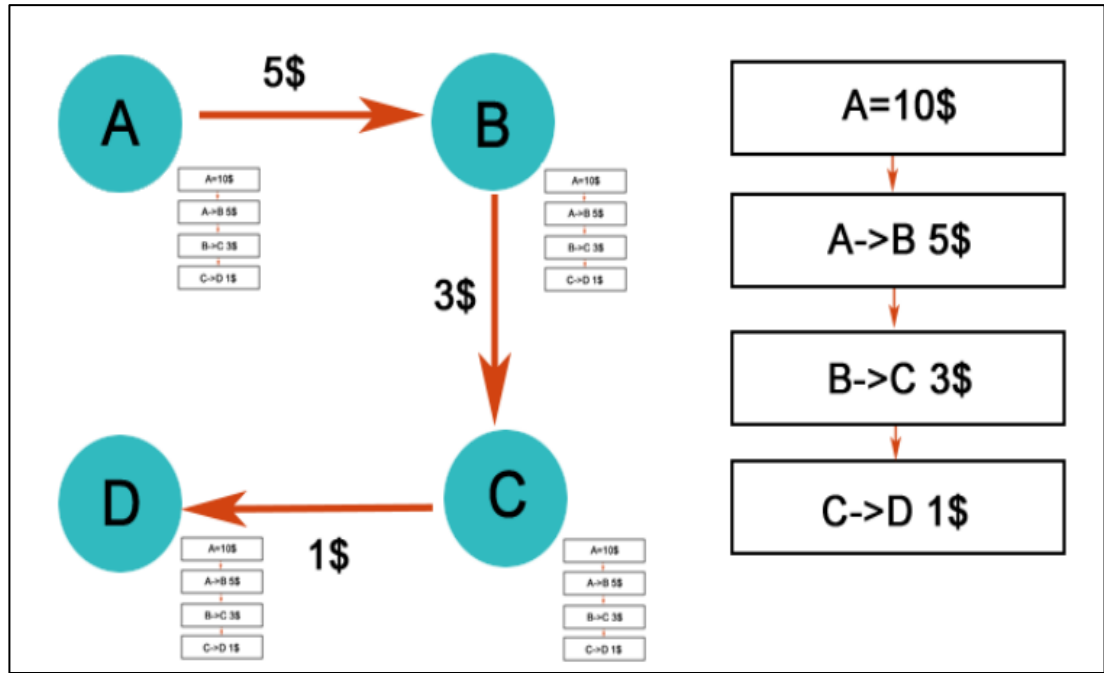 5$
A
B
A=10$
A->B 5$
B->C 3$
C->D 1$
A=10$
A->B 5$
B->C 3$
C->D 1$
3$
D
C
1$
A=10$
A->B 5$
B->C 3$
C->D 1$
A=10$
A->B 5$
B->C 3$
C->D 1$
A=10$
A->B 5$
B->C 3$
C->D 1$